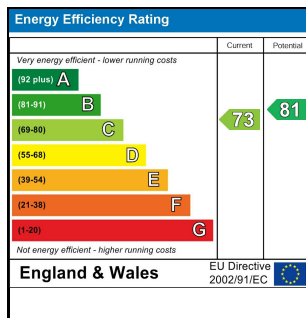 Energy Efficiency Rating
Current Potential
Very energy efficient - lower running costs
(92 plus) A
(81-91) B
(69-80) C
(55-68) D
(39-54) E
(21-38) F
(1-20) G
73
81
Not energy efficient - higher running costs
England & Wales
EU Directive
2002/91/EC